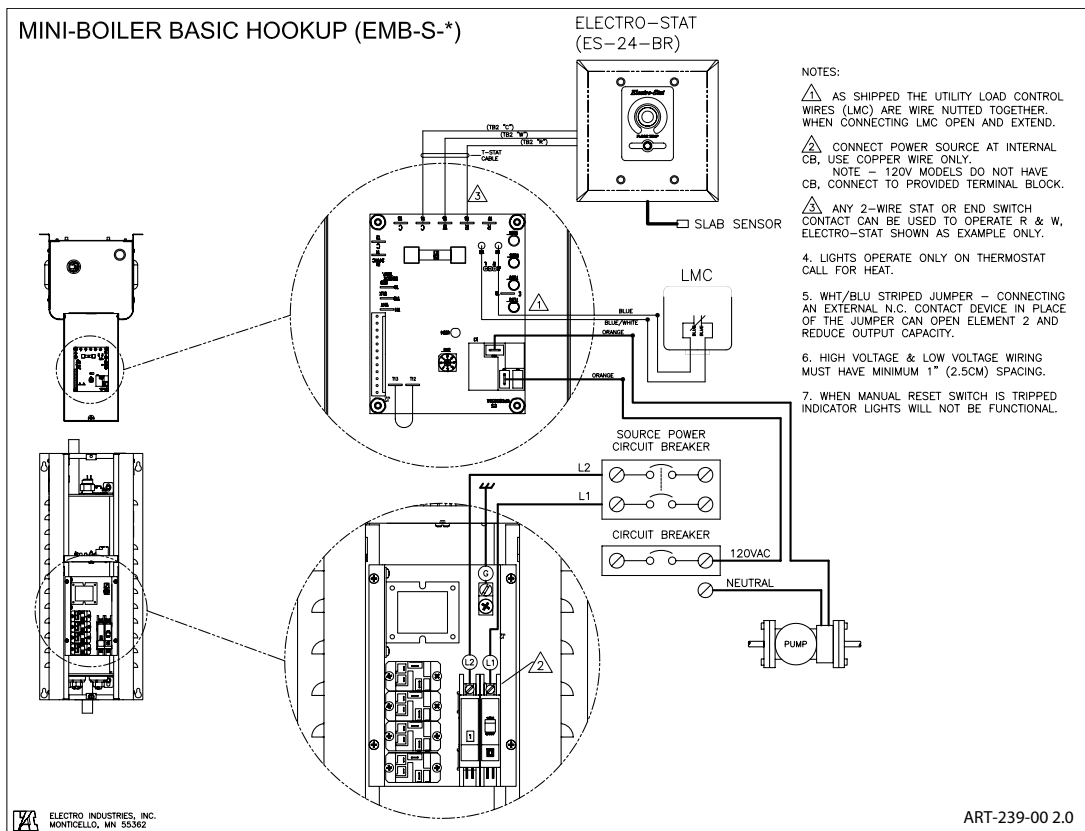 MINI-BOILER BASIC HOOKUP (EMB-S-*)
ELECTRO-STAT
(ES-24-BR)
Electro-Stat
(TB2 "C")
(TB2 "W")
(TB2 "R")
T-STAT
CABLE
SLAB SENSOR
3
1
LMC
BLUE
BLUE/WHITE
ORANGE
ORANGE
SOURCE POWER
CIRCUIT BREAKER
L2
L1
CIRCUIT BREAKER
120VAC
NEUTRAL
PUMP
G
L2
L1
2
1
NOTES:
1 AS SHIPPED THE UTILITY LOAD CONTROL
WIRES (LMC) ARE WIRE NUTTED TOGETHER.
WHEN CONNECTING LMC OPEN AND EXTEND.
2 CONNECT POWER SOURCE AT INTERNAL
CB, USE COPPER WIRE ONLY.
NOTE – 120V MODELS DO NOT HAVE
CB, CONNECT TO PROVIDED TERMINAL BLOCK.
3 ANY 2-WIRE STAT OR END SWITCH
CONTACT CAN BE USED TO OPERATE R & W,
ELECTRO-STAT SHOWN AS EXAMPLE ONLY.
4. LIGHTS OPERATE ONLY ON THERMOSTAT
CALL FOR HEAT.
5. WHT/BLU STRIPED JUMPER – CONNECTING
AN EXTERNAL N.C. CONTACT DEVICE IN PLACE
OF THE JUMPER CAN OPEN ELEMENT 2 AND
REDUCE OUTPUT CAPACITY.
6. HIGH VOLTAGE & LOW VOLTAGE WIRING
MUST HAVE MINIMUM 1" (2.5CM) SPACING.
7. WHEN MANUAL RESET SWITCH IS TRIPPED
INDICATOR LIGHTS WILL NOT BE FUNCTIONAL.
ELECTRO INDUSTRIES, INC.
MONTICELLO, MN 55362
ART-239-00 2.0